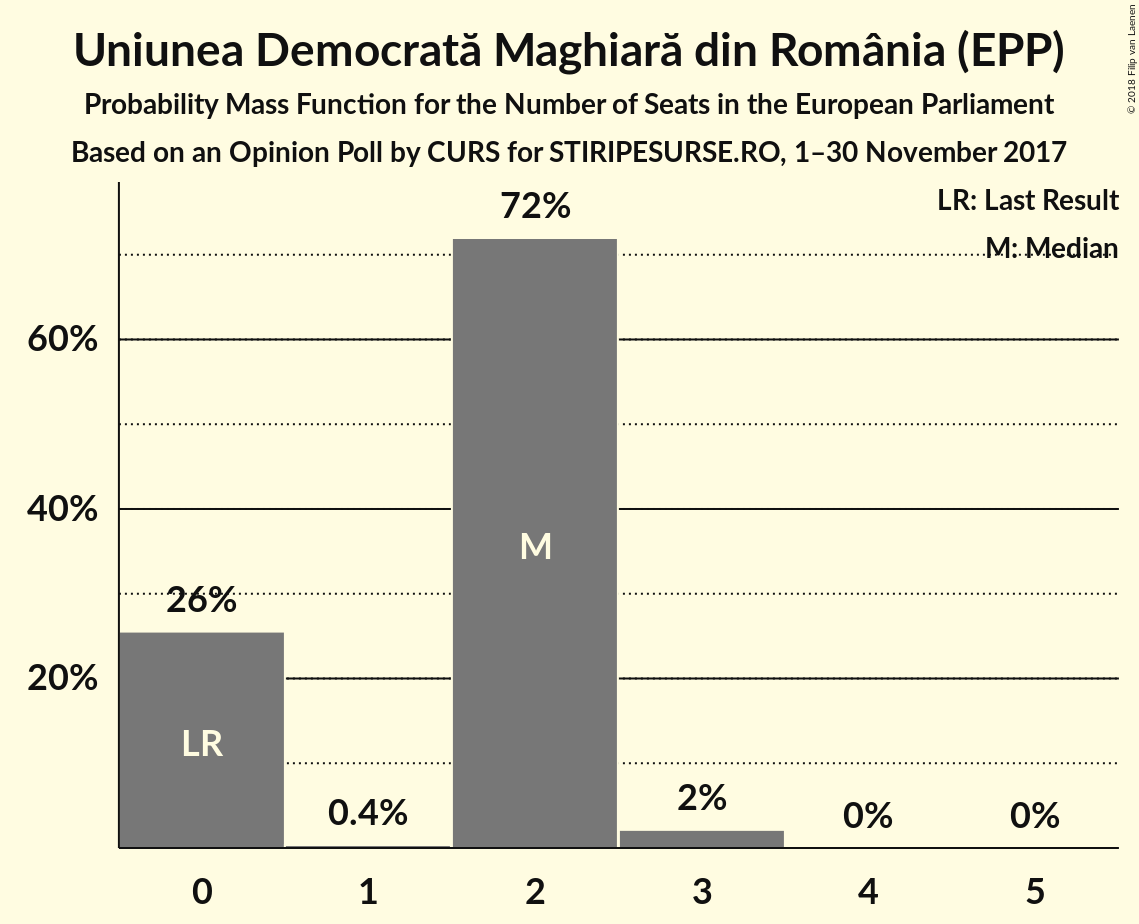 Uniunea Democrată Maghiară din România (EPP)
Probability Mass Function for the Number of Seats in the European Parliament
Based on an Opinion Poll by CURS for STIRIPESURSE.RO, 1–30 November 2017
© 2018 Filip van Laenen
LR: Last Result
M: Median
72%
60%
40%
M
26%
20%
LR
2%
0.4%
0%
0%
0
1
2
3
4
5